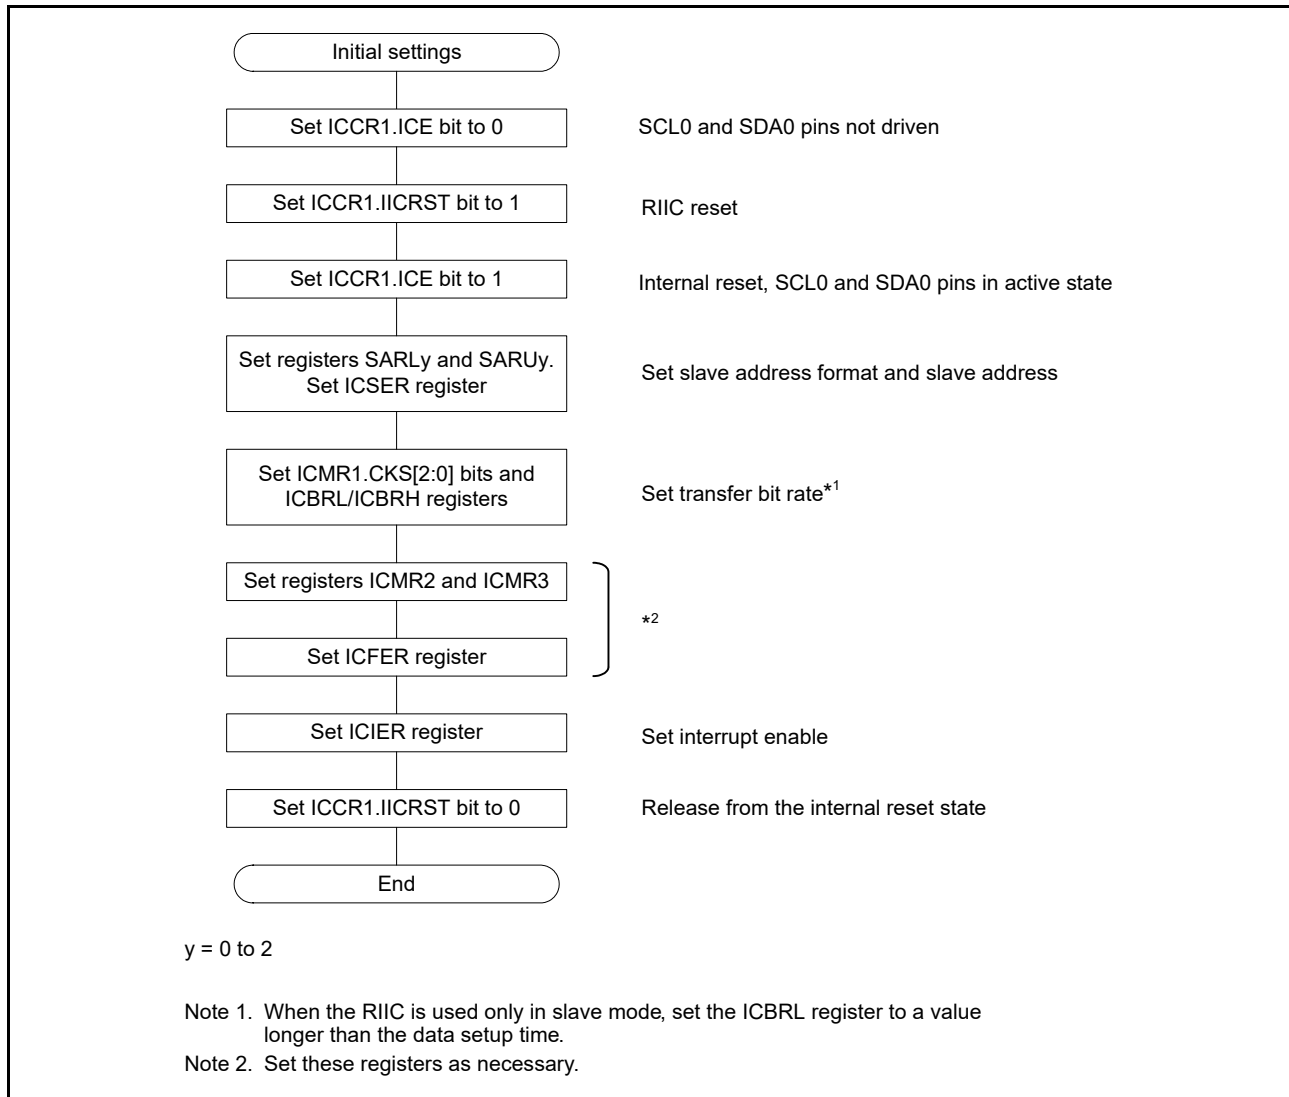 Initial settings
Set ICCR1.ICE bit to 0
SCL0 and SDA0 pins not driven
Set ICCR1.IICRST bit to 1
RIIC reset
Set ICCR1.ICE bit to 1
Internal reset, SCL0 and SDA0 pins in active state
Set registers SARLy and SARUy.
Set ICSER register
Set slave address format and slave address
Set ICMR1.CKS[2:0] bits and
ICBRL/ICBRH registers
Set transfer bit rate*1
Set registers ICMR2 and ICMR3
*2
Set ICFER register
Set ICIER register
Set interrupt enable
Set ICCR1.IICRST bit to 0
Release from the internal reset state
End
y = 0 to 2
Note 1. When the RIIC is used only in slave mode, set the ICBRL register to a value
longer than the data setup time.
Note 2. Set these registers as necessary.